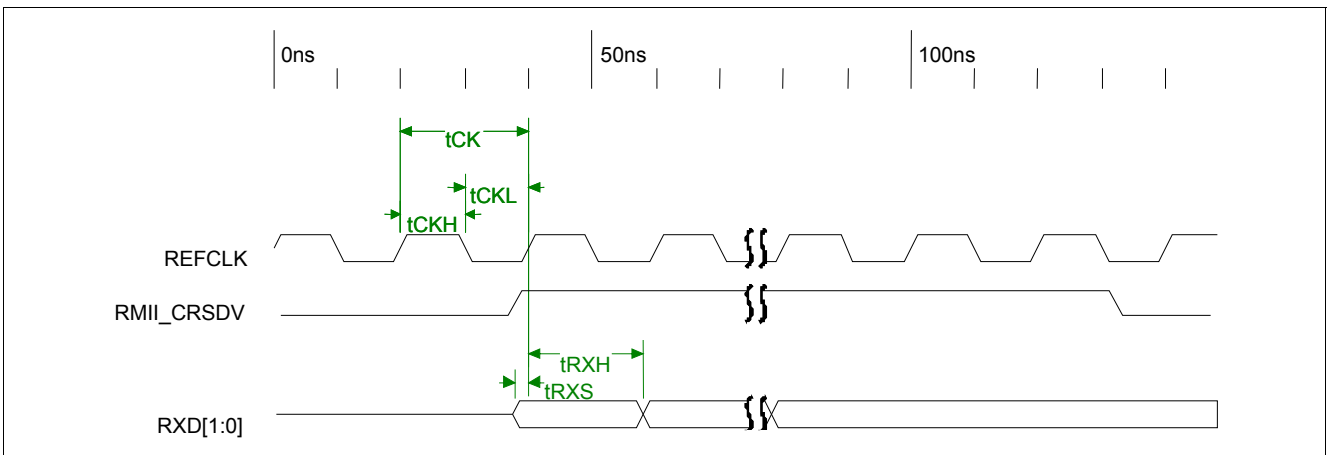 0ns 50ns 100ns
tCK
tCKL
tCKH
REFCLK
RMII_CRSDV
tRXH
tRXS
RXD[1:0]